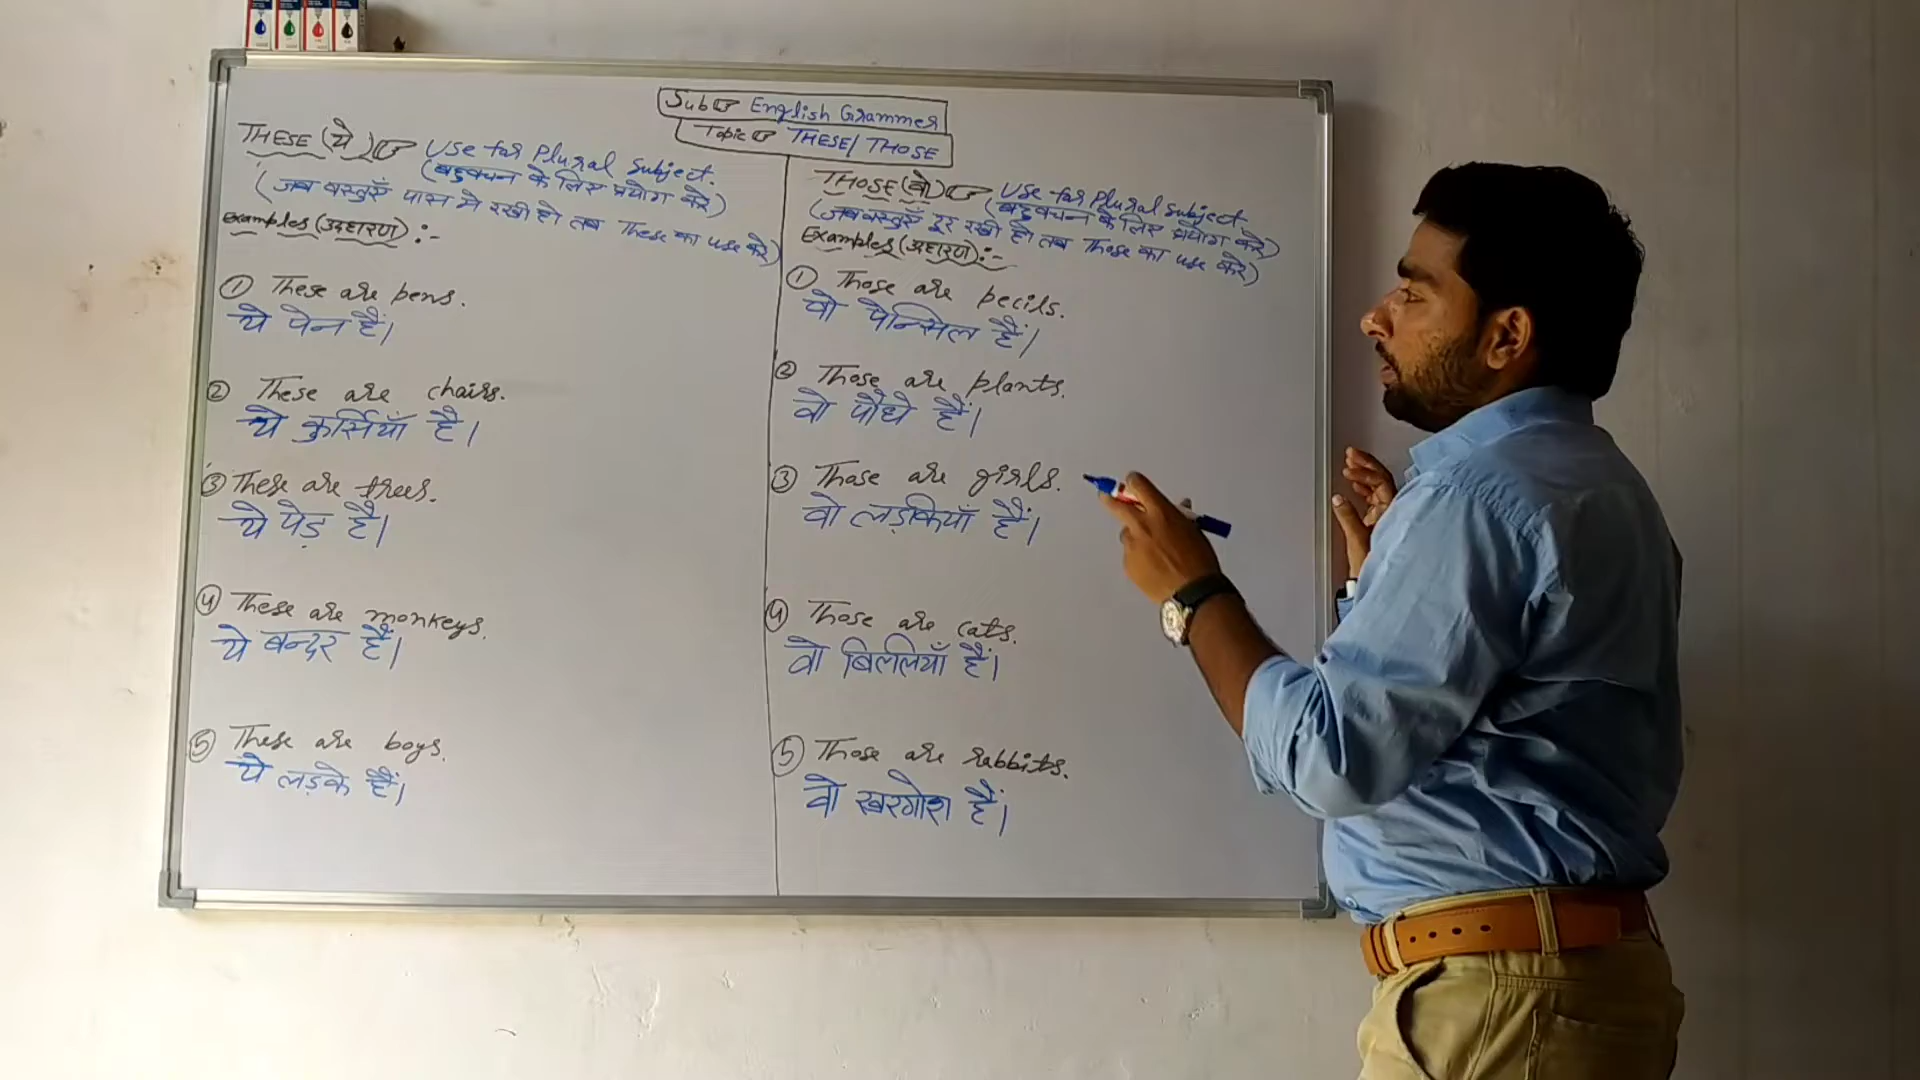 Sub☞ English Grammer
Topic☞ THESE/ THOSE
THESE (ये)☞ Use for Plural Subject.
(बहुवचन के लिए प्रयोग करे)
(जब वस्तुएँ पास मे रखी हो तब These का use करे)
Examples (उदाहारण) :-
① These are pens.
ये पेन हैं।
② These are chairs.
ये कुर्सियाँ है।
③ These are trees.
ये पेड़ है।
④ These are monkeys.
ये बन्दर हैं।
⑤ These are boys.
ये लड़के हैं।
THOSE (वो)☞ Use for Plural Subject
(बहुवचन के लिए प्रयोग करे)
(जब वस्तुएँ दूर रखी हो तब Those का use करे)
Examples (उदाहारण) :-
① Those are pecils.
वो पेन्सिल हैं।
② Those are plants.
वो पौधे हैं।
③ Those are girls.
वो लड़कियाँ हैं।
④ Those are cats.
वो बिल्लियाँ हैं।
⑤ Those are rabbits.
वो खरगोश हैं।